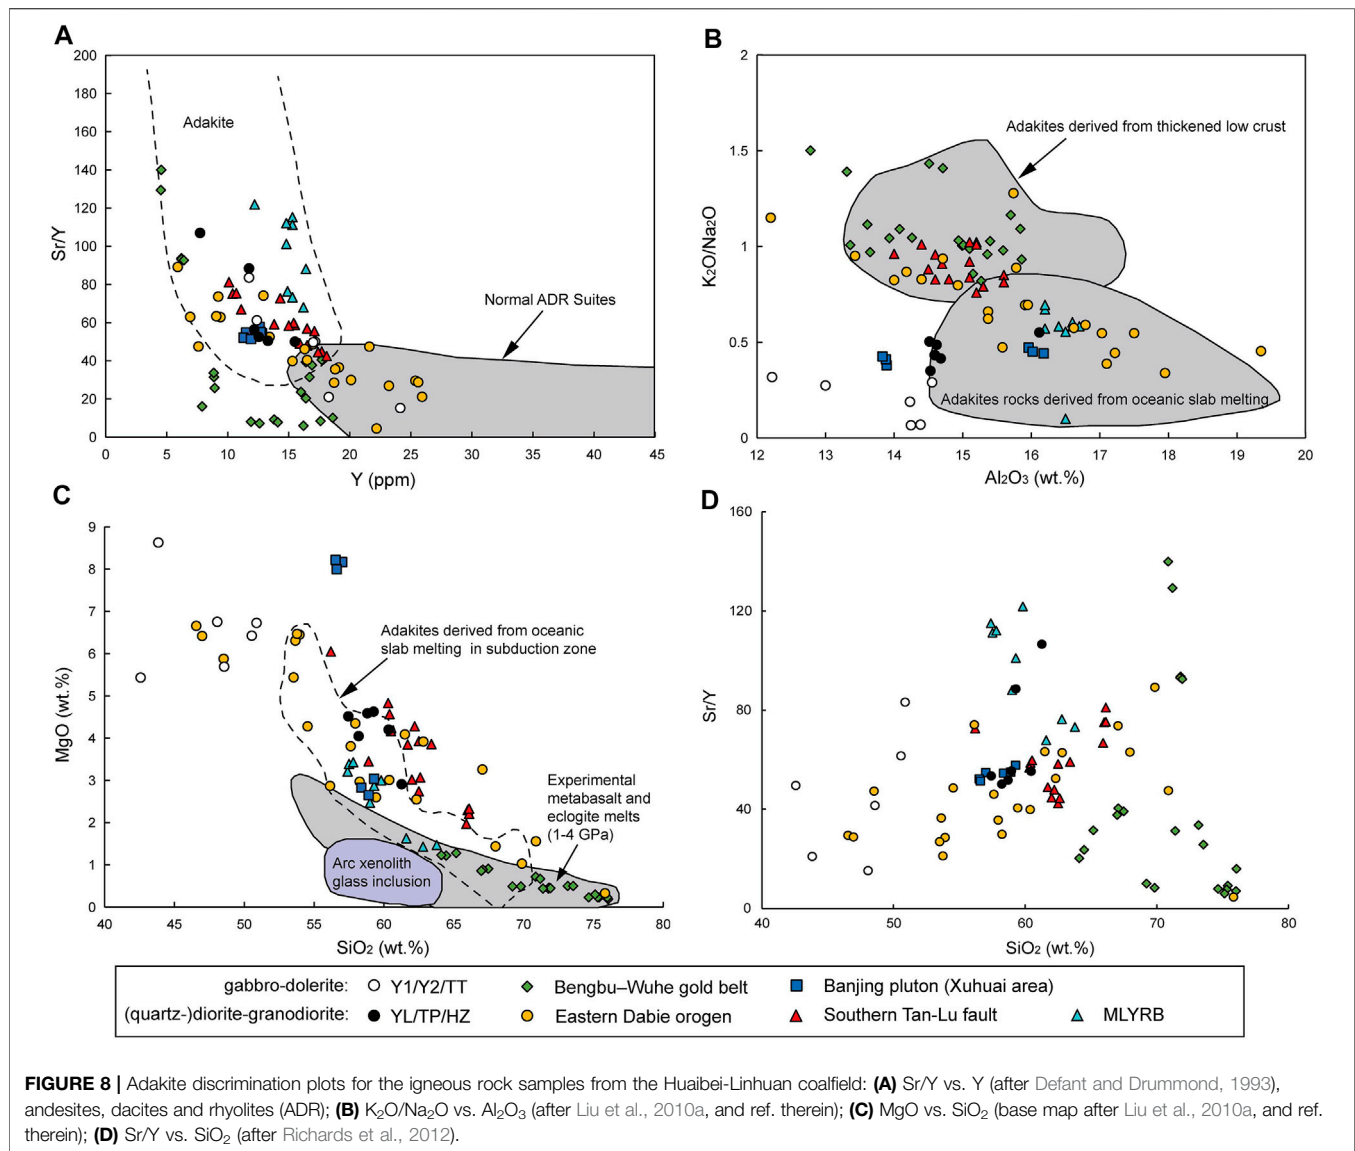 A
200
180
160
140
120
100
80
60
40
20
0
Sr/Y
Adakite
Normal ADR Suites
0 5 10 15 20 25 30 35 40 45
Y (ppm)
B
2
1.5
1
0.5
0
K2O/Na2O
Adakites derived from thickened low crust
Adakites rocks derived from oceanic slab melting
12 13 14 15 16 17 18 19 20
Al2O3 (wt.%)
C
9
8
7
6
5
4
3
2
1
0
MgO (wt.%)
Adakites derived from oceanic
slab melting in subduction zone
Experimental
metabasalt and
eclogite melts
(1-4 GPa)
Arc xenolith
glass inclusion
40 45 50 55 60 65 70 75 80
SiO2 (wt.%)
D
160
120
80
40
0
Sr/Y
40 50 60 70 80
SiO2 (wt.%)
gabbro-dolerite: Y1/Y2/TT Bengbu–Wuhe gold belt Banjing pluton (Xuhuai area)
(quartz-)diorite-granodiorite: YL/TP/HZ Eastern Dabie orogen Southern Tan-Lu fault MLYRB
FIGURE 8 | Adakite discrimination plots for the igneous rock samples from the Huaibei-Linhuan coalfield: (A) Sr/Y vs. Y (after Defant and Drummond, 1993),
andesites, dacites and rhyolites (ADR); (B) K2O/Na2O vs. Al2O3 (after Liu et al., 2010a, and ref. therein); (C) MgO vs. SiO2 (base map after Liu et al., 2010a, and ref.
therein); (D) Sr/Y vs. SiO2 (after Richards et al., 2012).